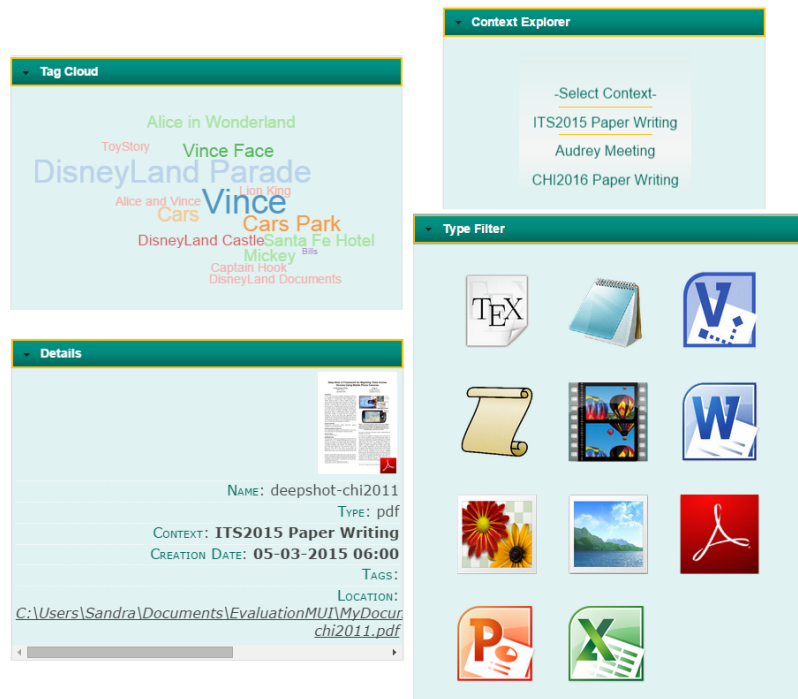 Context Explorer
-Select Context-
ITS2015 Paper Writing
Audrey Meeting
CHI2016 Paper Writing
Tag Cloud
Alice in Wonderland
ToyStory
Vince Face
DisneyLand Parade
Lion King
Alice and Vince
Vince
Cars
Cars Park
DisneyLand Castle
Santa Fe Hotel
Mickey
Bills
Captain Hook
DisneyLand Documents
Type Filter
TEX
V
W
P
X
Details
Name: deepshot-chi2011
Type: pdf
Context: ITS2015 Paper Writing
Creation Date: 05-03-2015 06:00
Tags:
Location:
C:\Users\Sandra\Documents\EvaluationMUI\MyDocur
chi2011.pdf